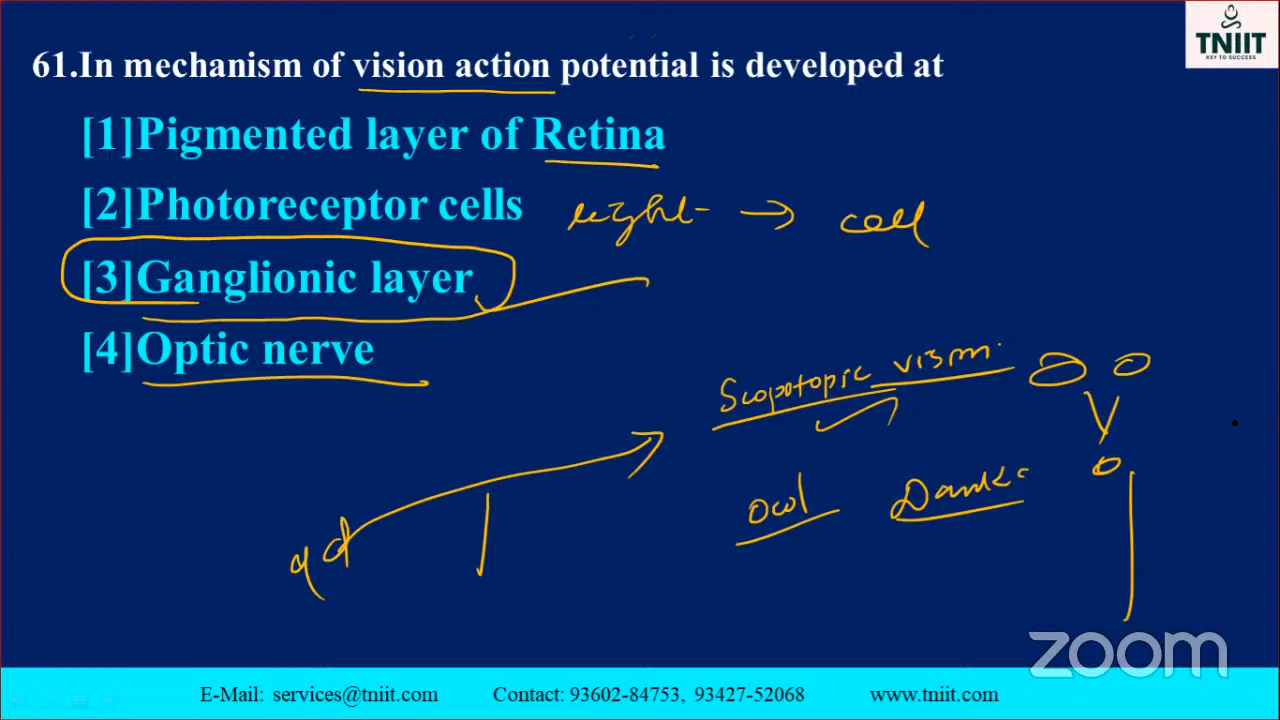 TNIIT
KEY TO SUCCESS
61.In mechanism of vision action potential is developed at
[1]Pigmented layer of Retina
[2]Photoreceptor cells
light → cell
[3]Ganglionic layer
[4]Optic nerve
Scopotopic vism.
owl
Dark
zoom
E-Mail: services@tniit.com Contact: 93602-84753, 93427-52068 www.tniit.com